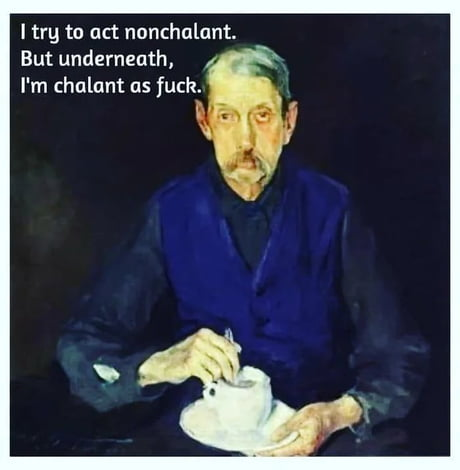 I try to act nonchalant.
But underneath,
I'm chalant as fuck.